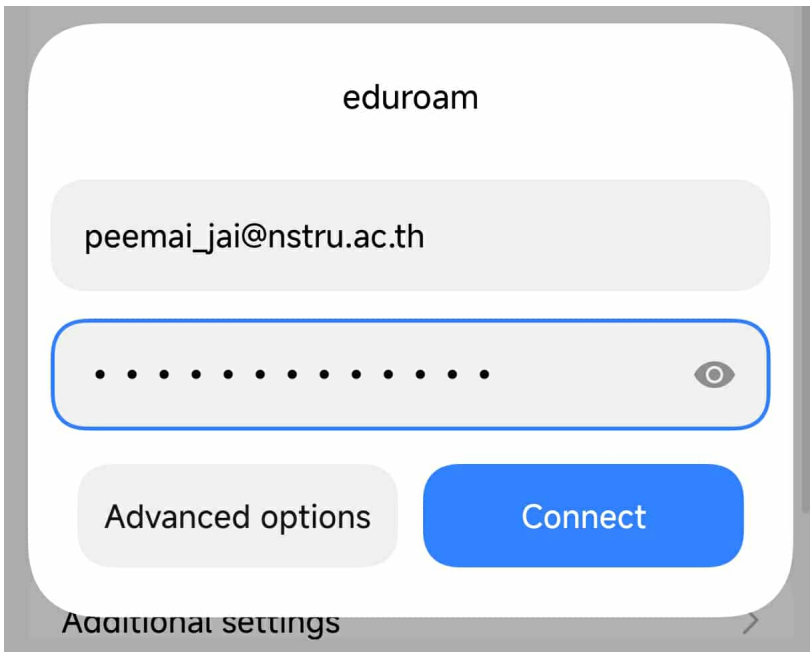 eduroam
peemai_jai@nstru.ac.th
•••••••••••••
Advanced options
Connect
Additional settings